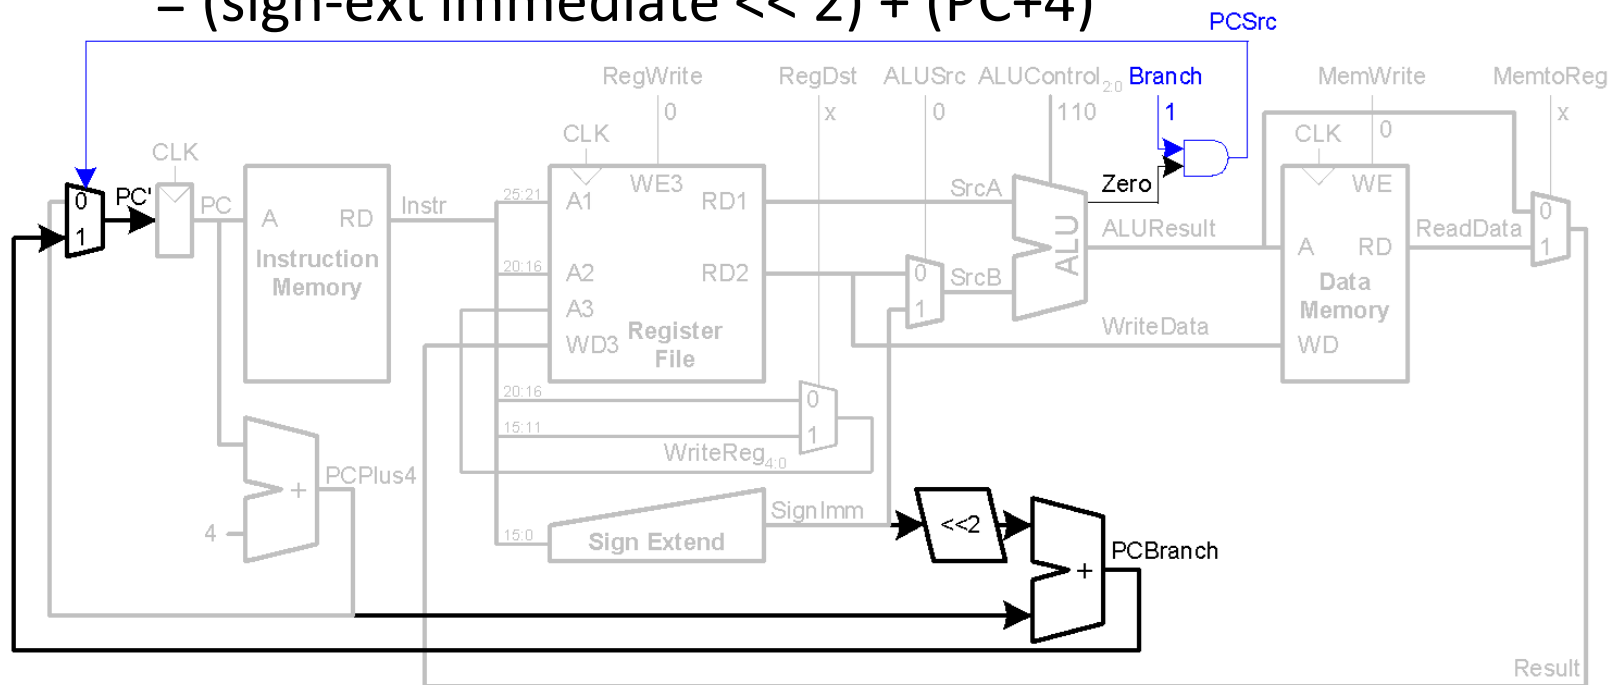 = (sign-ext immediate << 2) + (PC+4)
PCSrc
RegWrite RegDst ALUSrc ALUControl2:0 Branch MemWrite MemtoReg
0 x 0 110 1 0 x
CLK CLK CLK
PC' PC
0
1
A RD
Instruction
Memory
Instr
25:21
20:16
A1 WE3 RD1
A2 RD2
A3
WD3
Register
File
SrcA
0
1
SrcB
ALU
Zero
ALUResult
WriteData
WE
A RD
Data
Memory
WD
ReadData
0
1
20:16
15:11
0
1
WriteReg4:0
PCPlus4
+
4
15:0
Sign Extend
SignImm
<<2
+
PCBranch
Result